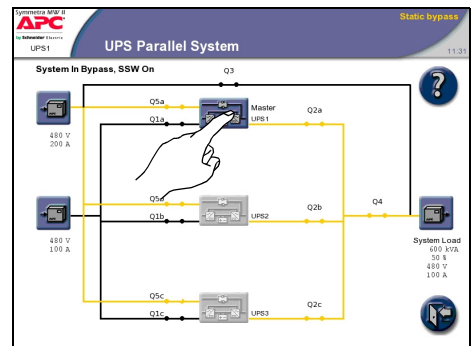 Symmetra MW II
APC
by Schneider Electric
UPS1
UPS Parallel System
Static bypass
11:31
System In Bypass, SSW On
Q3
Q5a
Master
Q1a
UPS1
Q2a
480 V
200 A
Q5b
Q1b
UPS2
Q2b
Q4
480 V
100 A
System Load
600 kVA
50 %
480 V
100 A
Q5c
Q1c
UPS3
Q2c